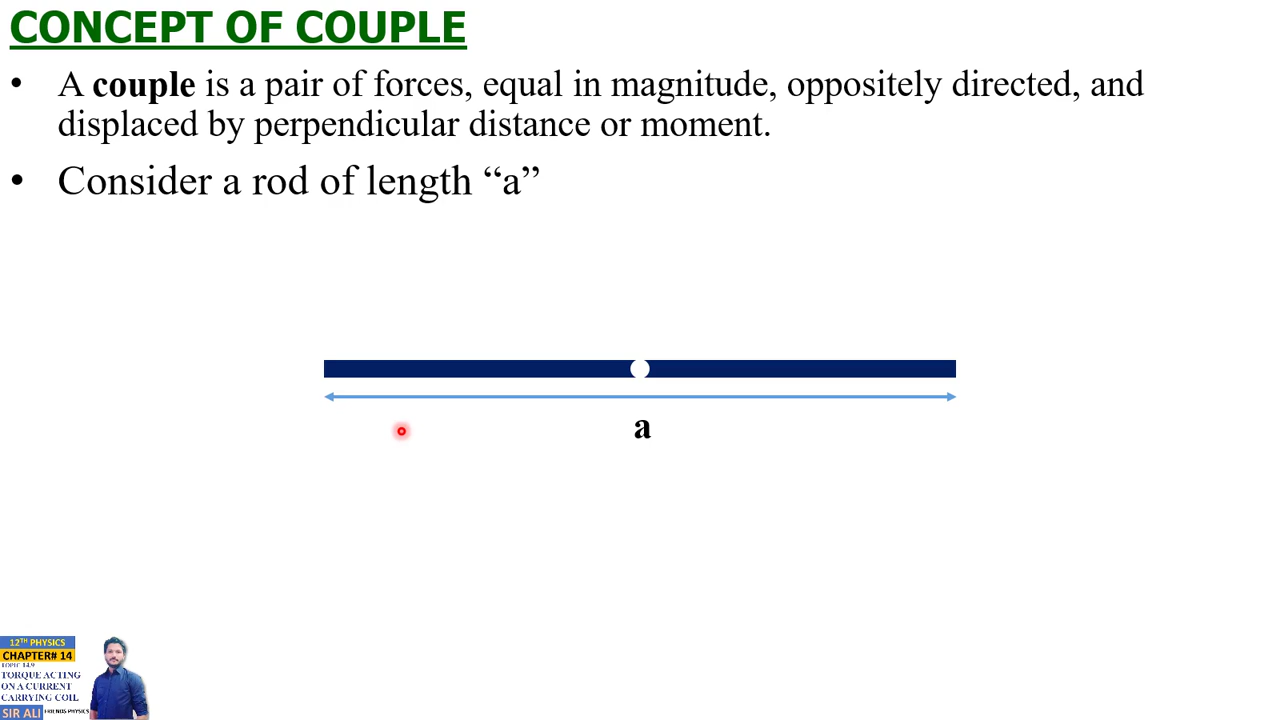 CONCEPT OF COUPLE
• A couple is a pair of forces, equal in magnitude, oppositely directed, and
displaced by perpendicular distance or moment.
• Consider a rod of length “a”
a
12TH PHYSICS
CHAPTER# 14
TOPIC 14.9
TORQUE ACTING
ON A CURRENT
CARRYING COIL
SIR ALI FRIENDS PHYSICS